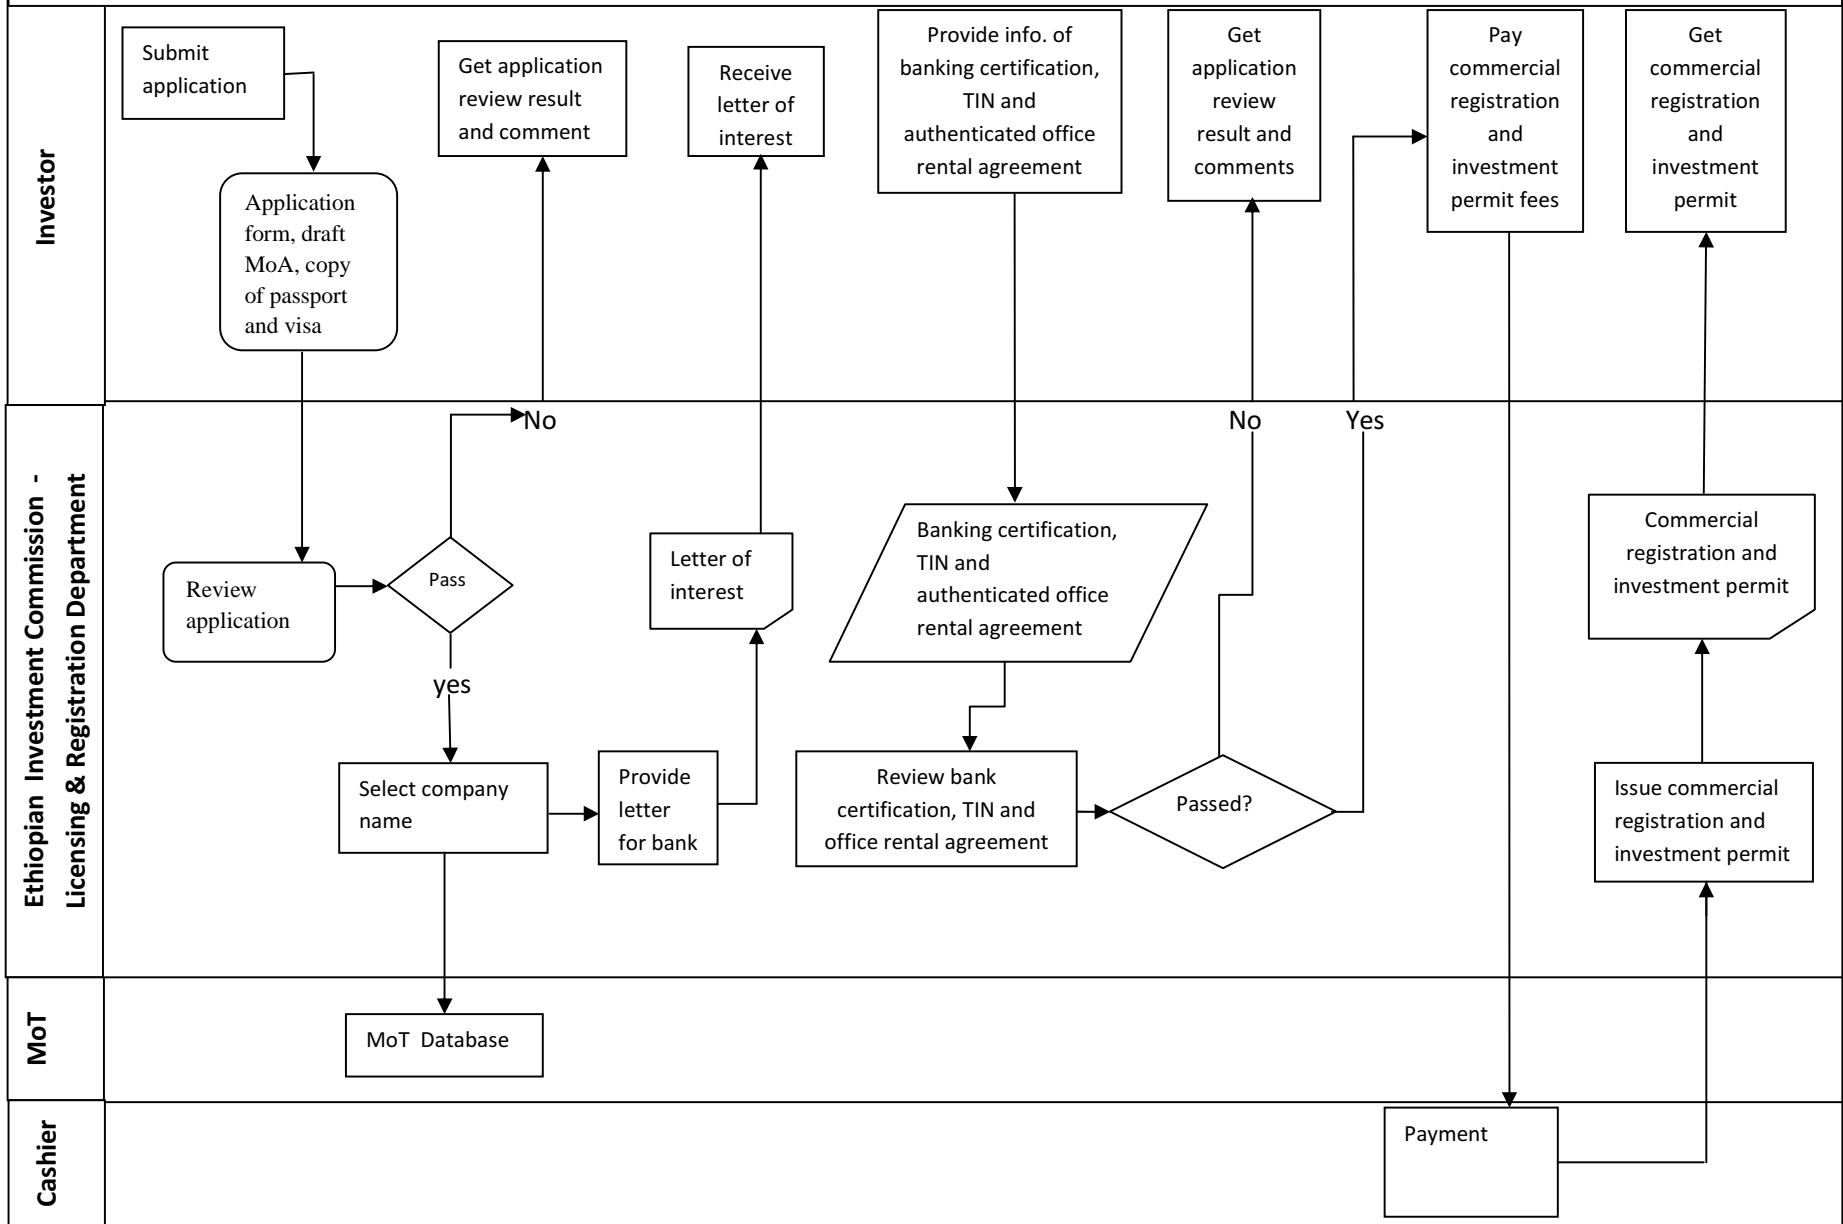 Investor
Submit
application
Application
form, draft
MoA, copy
of passport
and visa
Get application
review result
and comment
Receive
letter of
interest
Provide info. of
banking certification,
TIN and
authenticated office
rental agreement
Get
application
review
result and
comments
Pay
commercial
registration
and
investment
permit fees
Get
commercial
registration
and
investment
permit
Ethiopian Investment Commission -
Licensing & Registration Department
Review
application
Pass
No
yes
Select company
name
Provide
letter
for bank
Letter of
interest
Banking certification,
TIN and
authenticated office
rental agreement
Review bank
certification, TIN and
office rental agreement
Passed?
No
Yes
Commercial
registration and
investment permit
Issue commercial
registration and
investment permit
MoT
MoT Database
Cashier
Payment